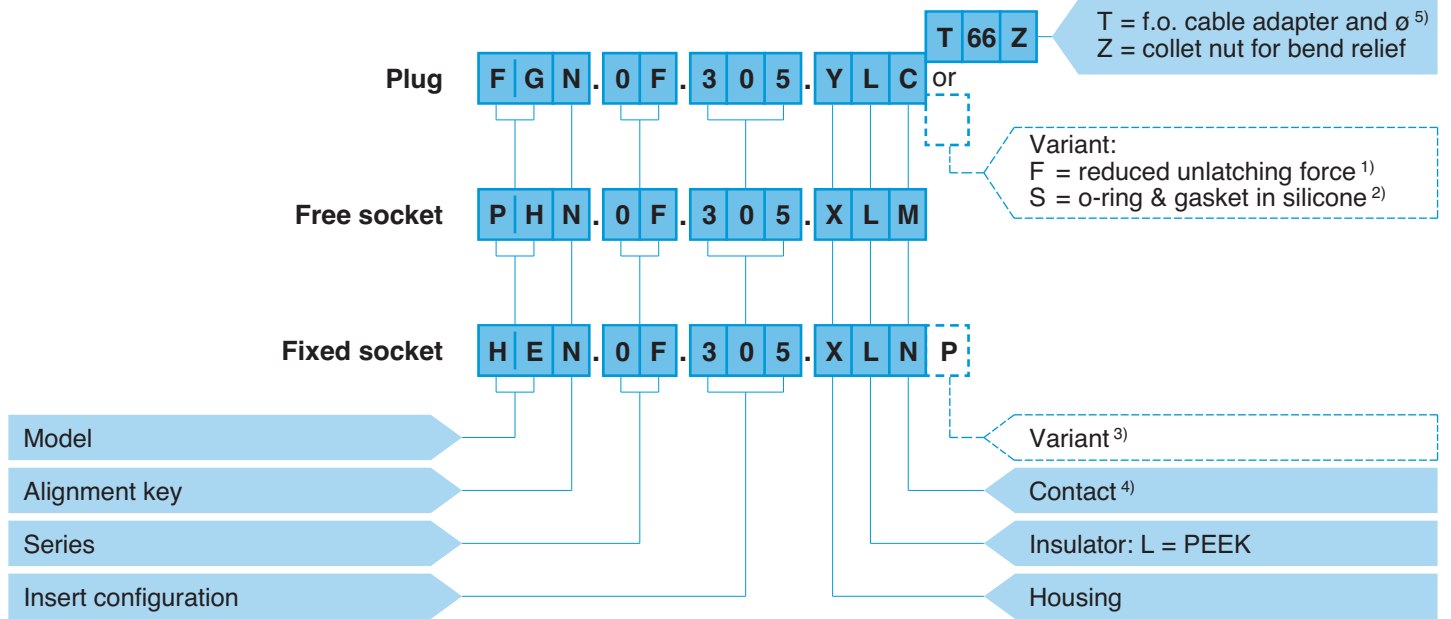 T 66 Z
T = f.o. cable adapter and ø 5)
Z = collet nut for bend relief
Plug F G N . 0 F . 3 0 5 . Y L C or
Variant:
F = reduced unlatching force 1)
S = o-ring & gasket in silicone 2)
Free socket P H N . 0 F . 3 0 5 . X L M
Fixed socket H E N . 0 F . 3 0 5 . X L N P
Model
Variant 3)
Alignment key
Contact 4)
Series
Insulator: L = PEEK
Insert configuration
Housing